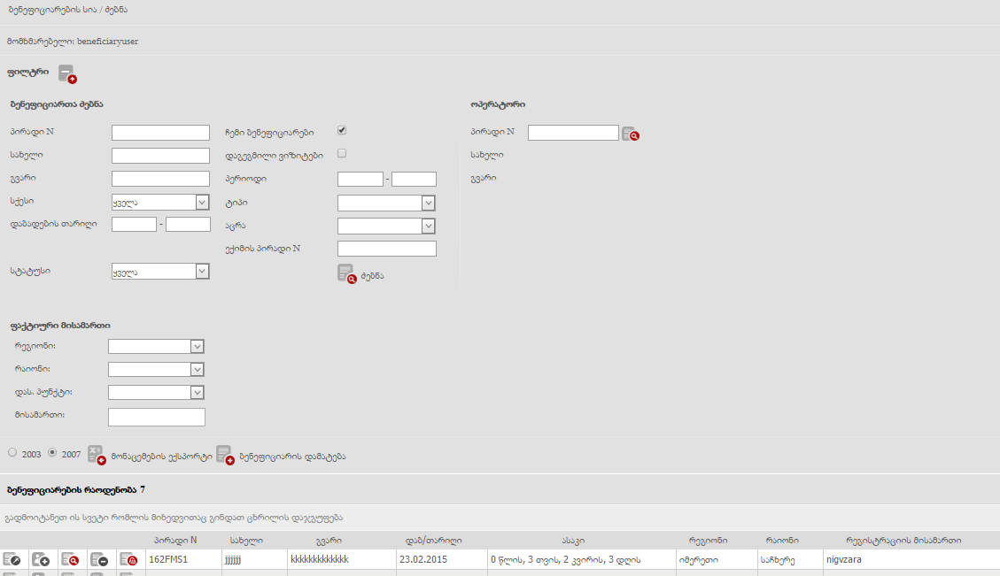 ბენეფიციარების სია / ძებნა
მომხმარებელი: beneficiaryuser
ფილტრი
ბენეფიციართა ძებნა
ოპერატორი
პირადი N
ჩემი ბენეფიციარები
პირადი N
სახელი
დაგეგმილი ვიზიტები
სახელი
გვარი
პერიოდი -
გვარი
სქესი ყველა
ტიპი
დაბადების თარიღი -
აცრა
ექიმის პირადი N
სტატუსი ყველა
ძებნა
ფაქტიური მისამართი
რეგიონი:
რაიონი:
დას. პუნქტი:
მისამართი:
2003 2007 მონაცემების ექსპორტი ბენეფიციარის დამატება
ბენეფიციარების რაოდენობა 7
გადმოიტანეთ ის სვეტი რომლის მიხედვითაც გინდათ ცხრილის დაჯგუფება
პირადი N სახელი გვარი დაბ/თარიღი ასაკი რეგიონი რაიონი რეგისტრაციის მისამართი
162FMS1 jjjjjj kkkkkkkkkkkkk 23.02.2015 0 წლის, 3 თვის, 2 კვირის, 3 დღის იმერეთი საჩხერე nigvzara